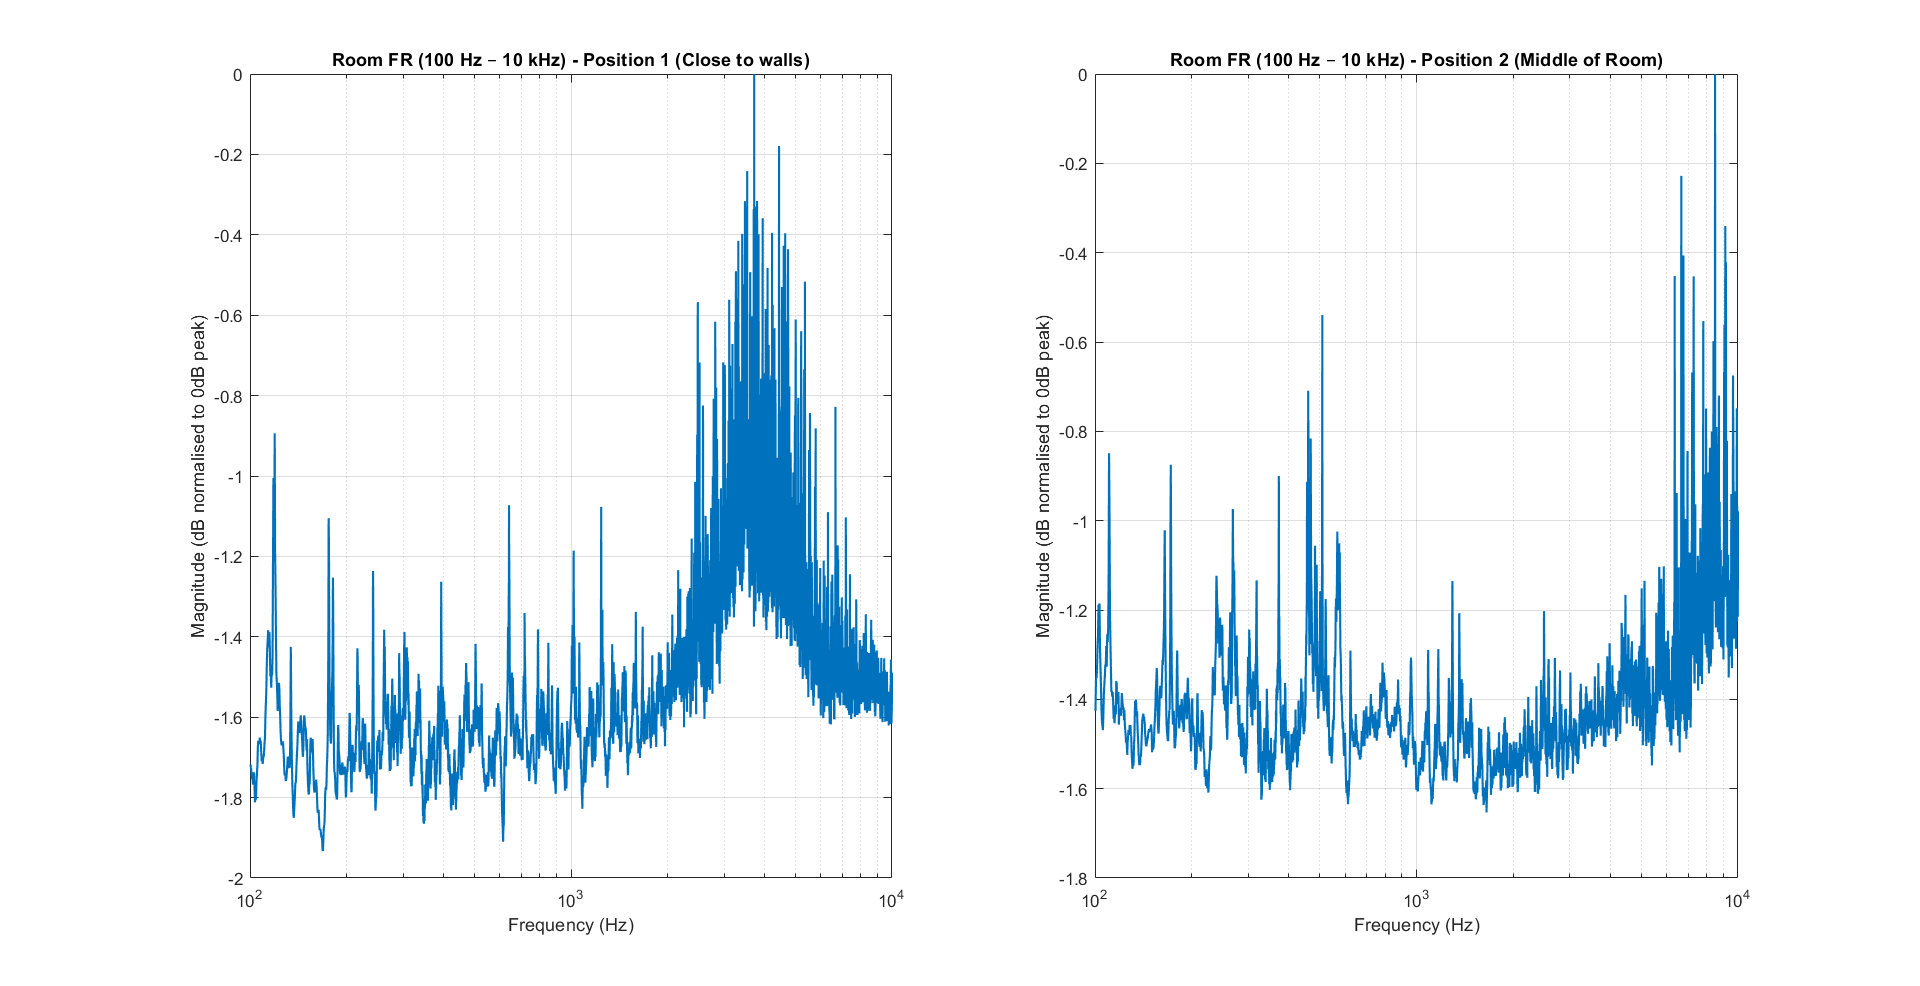 Room FR (100 Hz – 10 kHz) - Position 1 (Close to walls)
0
-0.2
-0.4
-0.6
-0.8
-1
-1.2
-1.4
-1.6
-1.8
-2
Magnitude (dB normalised to 0dB peak)
10² 10³ 10⁴
Frequency (Hz)
Room FR (100 Hz – 10 kHz) - Position 2 (Middle of Room)
0
-0.2
-0.4
-0.6
-0.8
-1
-1.2
-1.4
-1.6
-1.8
Magnitude (dB normalised to 0dB peak)
10² 10³ 10⁴
Frequency (Hz)